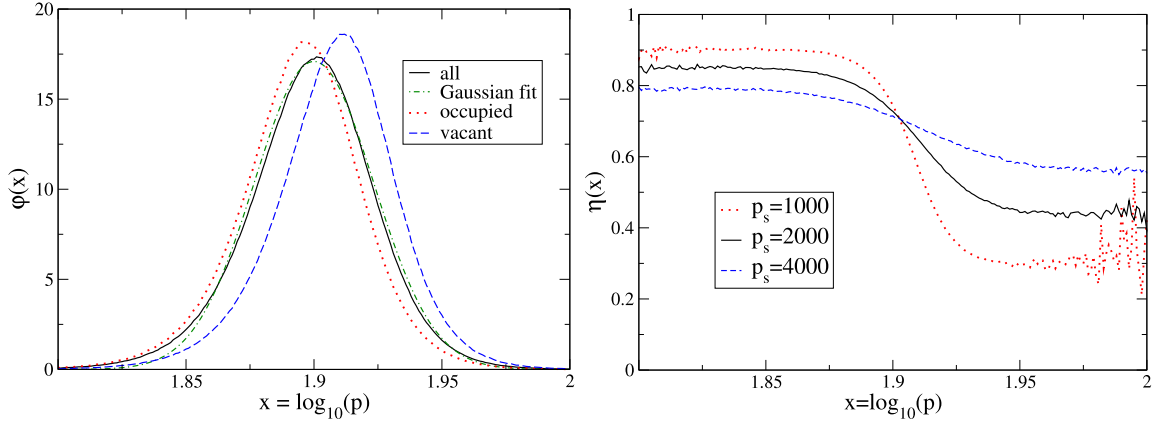 20
15
10
5
0
φ(x)
1.85
1.9
1.95
2
x = log10(p)
all
Gaussian fit
occupied
vacant
1
0.8
0.6
0.4
0.2
0
η(x)
1.85
1.9
1.95
2
x=log10(p)
ps=1000
ps=2000
ps=4000